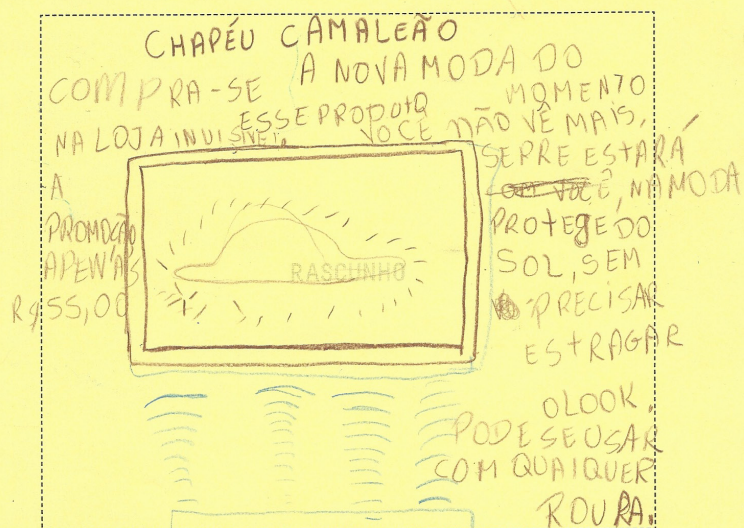 CHAPÉU CAMALEÃO
A NOVA MODA DO
MOMENTO
COMPRA-SE
ESSE PRODUTO
NA LOJA INVISÍVEL.
VOCÊ NÃO VÊ MAIS,
SEPRE ESTARÁ
COM VOCÊ, NA MODA
PROTEGE DO
SOL, SEM
PRECISAR
ESTRAGAR
O LOOK.
PODE SE USAR
COM QUAIQUER
ROUPA.
A
PROMOÇÃO
APENAS
R$55,00
RASCUNHO